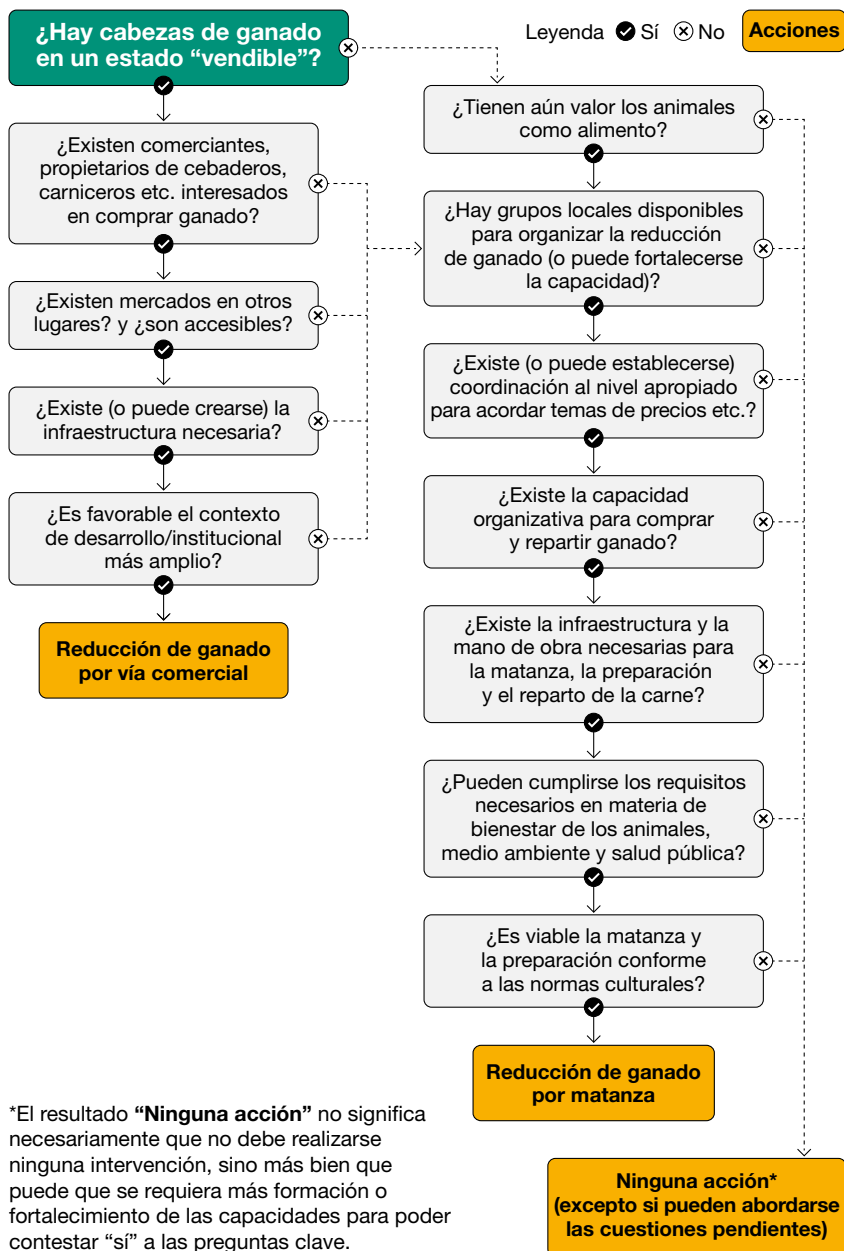 ¿Hay cabezas de ganado
en un estado “vendible”?
Leyenda Sí No Acciones
¿Existen comerciantes,
propietarios de cebaderos,
carniceros etc. interesados
en comprar ganado?
¿Existen mercados en otros
lugares? y ¿son accesibles?
¿Existe (o puede crearse) la
infraestructura necesaria?
¿Es favorable el contexto
de desarrollo/institucional
más amplio?
Reducción de ganado
por vía comercial
¿Tienen aún valor los animales
como alimento?
¿Hay grupos locales disponibles
para organizar la reducción
de ganado (o puede fortalecerse
la capacidad)?
¿Existe (o puede establecerse)
coordinación al nivel apropiado
para acordar temas de precios etc.?
¿Existe la capacidad
organizativa para comprar
y repartir ganado?
¿Existe la infraestructura y la
mano de obra necesarias para
la matanza, la preparación
y el reparto de la carne?
¿Pueden cumplirse los requisitos
necesarios en materia de
bienestar de los animales,
medio ambiente y salud pública?
¿Es viable la matanza y
la preparación conforme
a las normas culturales?
Reducción de ganado
por matanza
Ninguna acción*
(excepto si pueden abordarse
las cuestiones pendientes)
*El resultado “Ninguna acción” no significa
necesariamente que no debe realizarse
ninguna intervención, sino más bien que
puede que se requiera más formación o
fortalecimiento de las capacidades para poder
contestar “sí” a las preguntas clave.